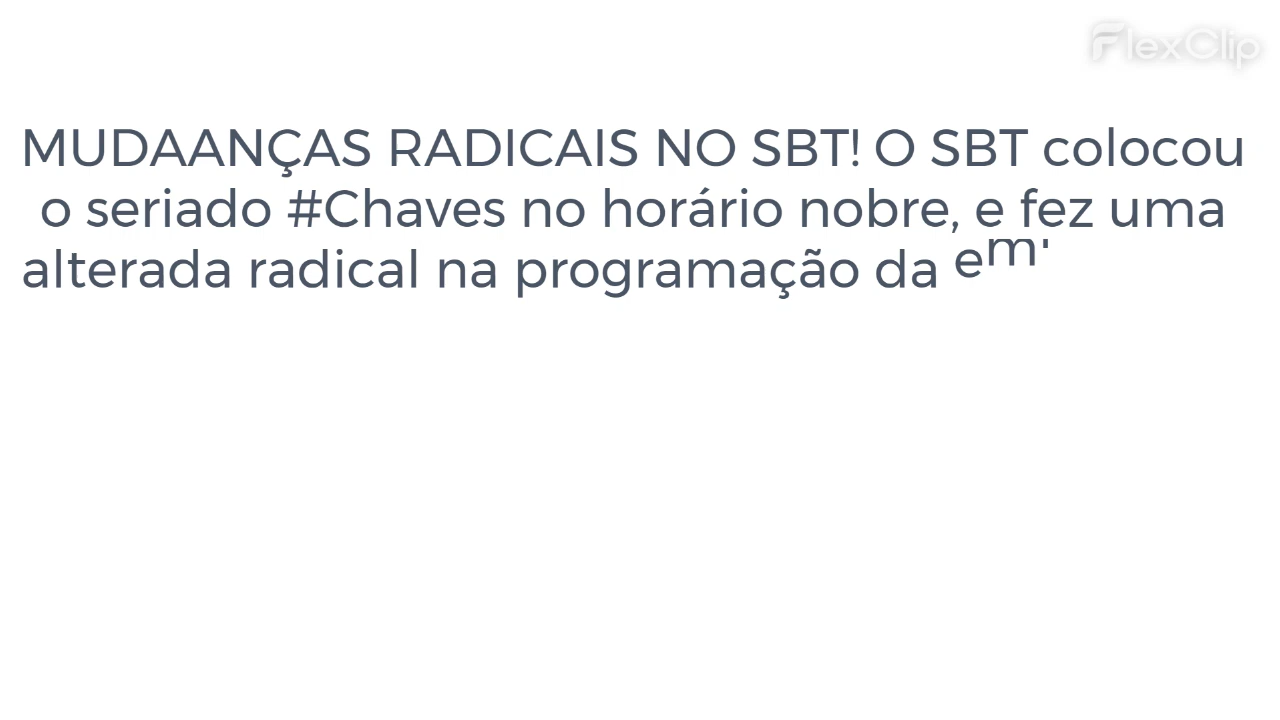 FlexClip
MUDAANÇAS RADICAIS NO SBT! O SBT colocou
o seriado #Chaves no horário nobre, e fez uma
alterada radical na programação da em